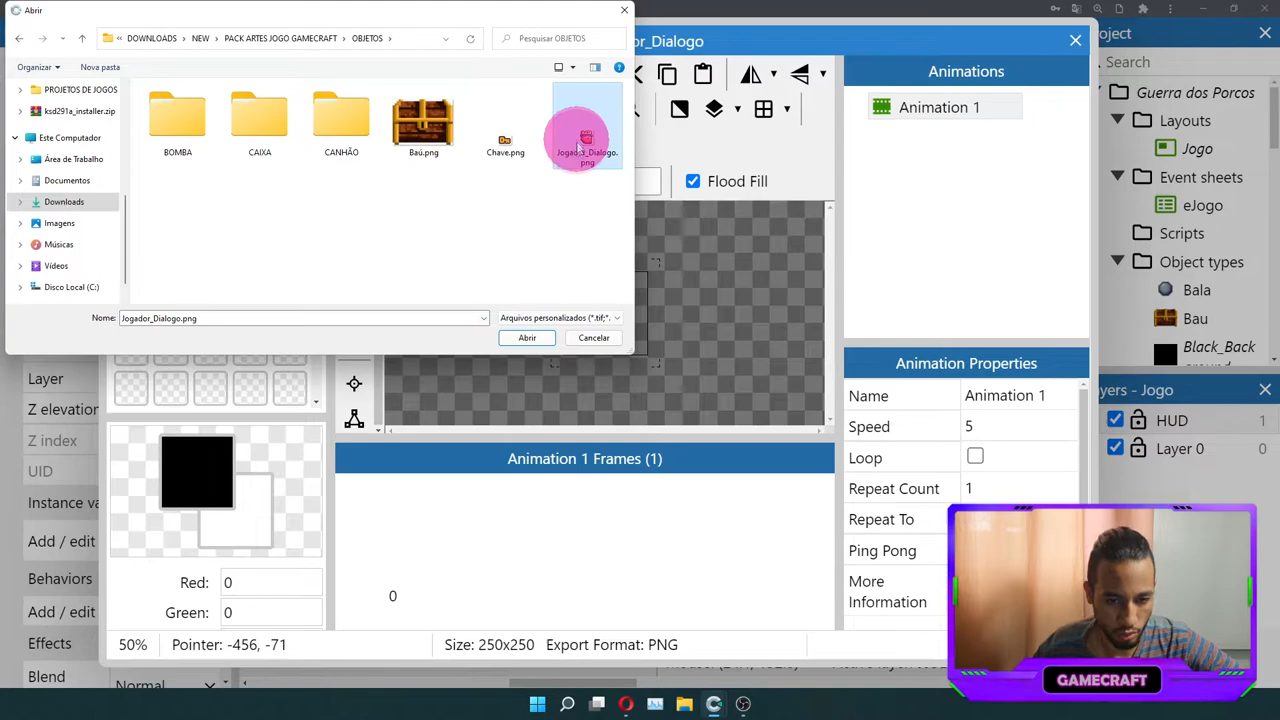 Abrir
DOWNLOADS › NEW › PACK ARTES JOGO GAMECRAFT › OBJETOS ›
Pesquisar OBJETOS
Organizar
Nova pasta
PROJETOS DE JOGOS
ksd291a_installer.zip
Este Computador
Área de Trabalho
Documentos
Downloads
Imagens
Músicas
Vídeos
Disco Local (C:)
BOMBA
CAIXA
CANHÃO
Baú.png
Chave.png
Jogador_Dialogo.
png
Nome:
Jogador_Dialogo.png
Arquivos personalizados (*.tif;*.
Abrir
Cancelar
_Dialogo
Flood Fill
Animations
Animation 1
Animation Properties
Name
Animation 1
Speed
5
Loop
Repeat Count
1
Repeat To
Ping Pong
More
Information
Animation 1 Frames (1)
0
Red:
0
Green:
0
50%
Pointer: -456, -71
Size: 250x250
Export Format: PNG
Layer
Z elevation
Z index
UID
Add / edit
Behaviors
Add / edit
Effects
Blend
Normal
oject
Search
Guerra dos Porcos
Layouts
Jogo
Event sheets
eJogo
Scripts
Object types
Bala
Bau
Black_Back
ayers - Jogo
HUD
1
Layer 0
0
GAMECRAFT